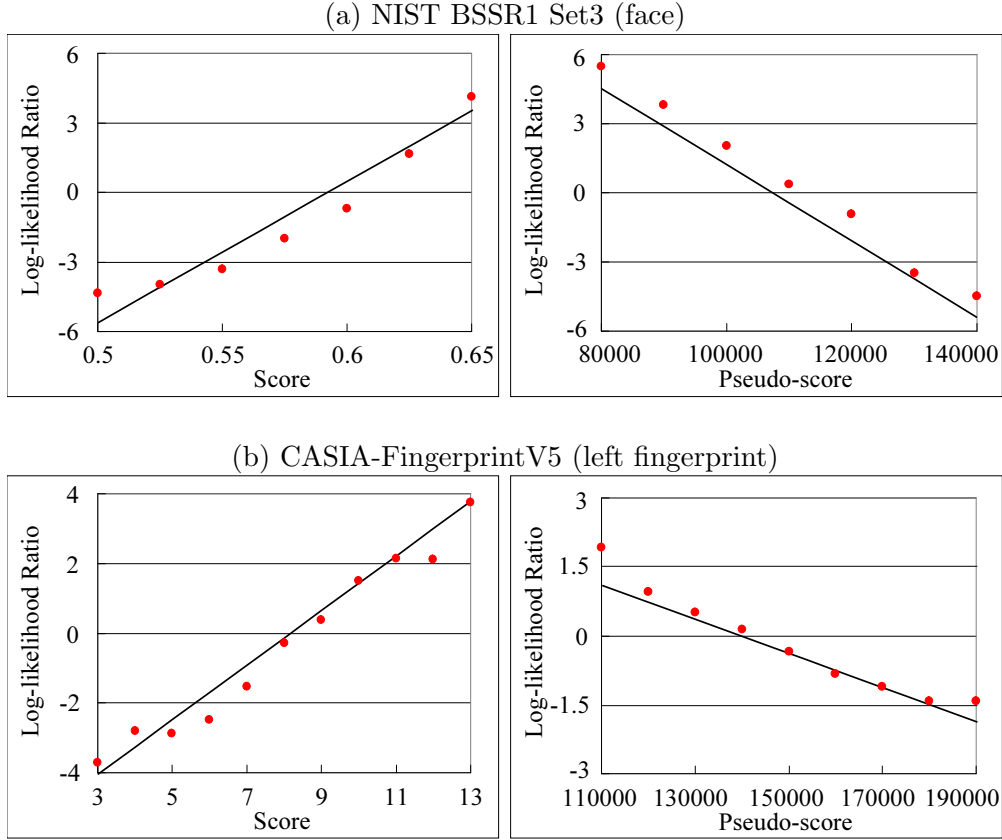 (a) NIST BSSR1 Set3 (face)
Log-likelihood Ratio
6
3
0
-3
-6
0.5 0.55 0.6 0.65
Score
Log-likelihood Ratio
6
3
0
-3
-6
80000 100000 120000 140000
Pseudo-score
(b) CASIA-FingerprintV5 (left fingerprint)
Log-likelihood Ratio
4
2
0
-2
-4
3 5 7 9 11 13
Score
Log-likelihood Ratio
3
1.5
0
-1.5
-3
110000 130000 150000 170000 190000
Pseudo-score